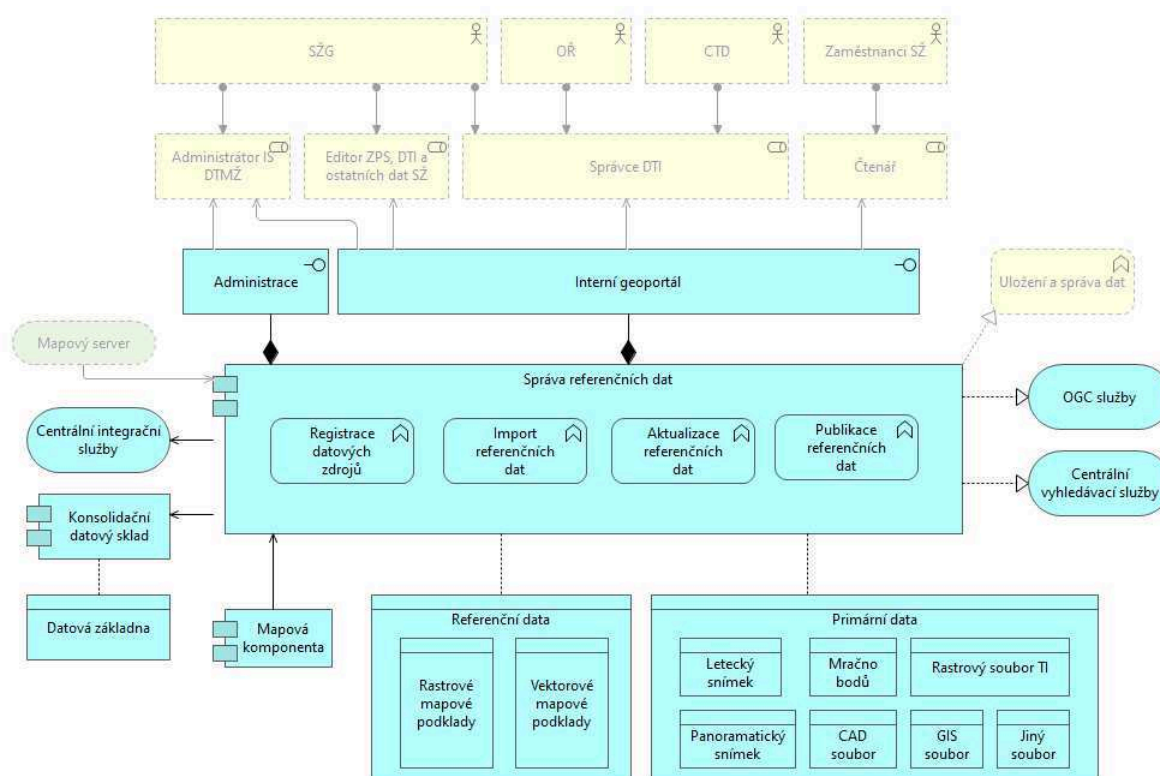 SŽG
OŘ
CTD
Zaměstnanci SŽ
Administrátor IS
DTMŽ
Editor ZPS, DTI a
ostatních dat SŽ
Správce DTI
Čtenář
Administrace
Interní geoportál
Uložení a správa dat
Mapový server
Správa referenčních dat
Registrace
datových
zdrojů
Import
referenčních
dat
Aktualizace
referenčních
dat
Publikace
referenčních
dat
OGC služby
Centrální
vyhledávací služby
Centrální integrační
služby
Konsolidační
datový sklad
Datová základna
Mapová
komponenta
Referenční data
Rastrové
mapové
podklady
Vektorové
mapové
podklady
Primární data
Letecký
snímek
Mračno
bodů
Rastrový soubor TI
Panoramatický
snímek
CAD
soubor
GIS
soubor
Jiný
soubor